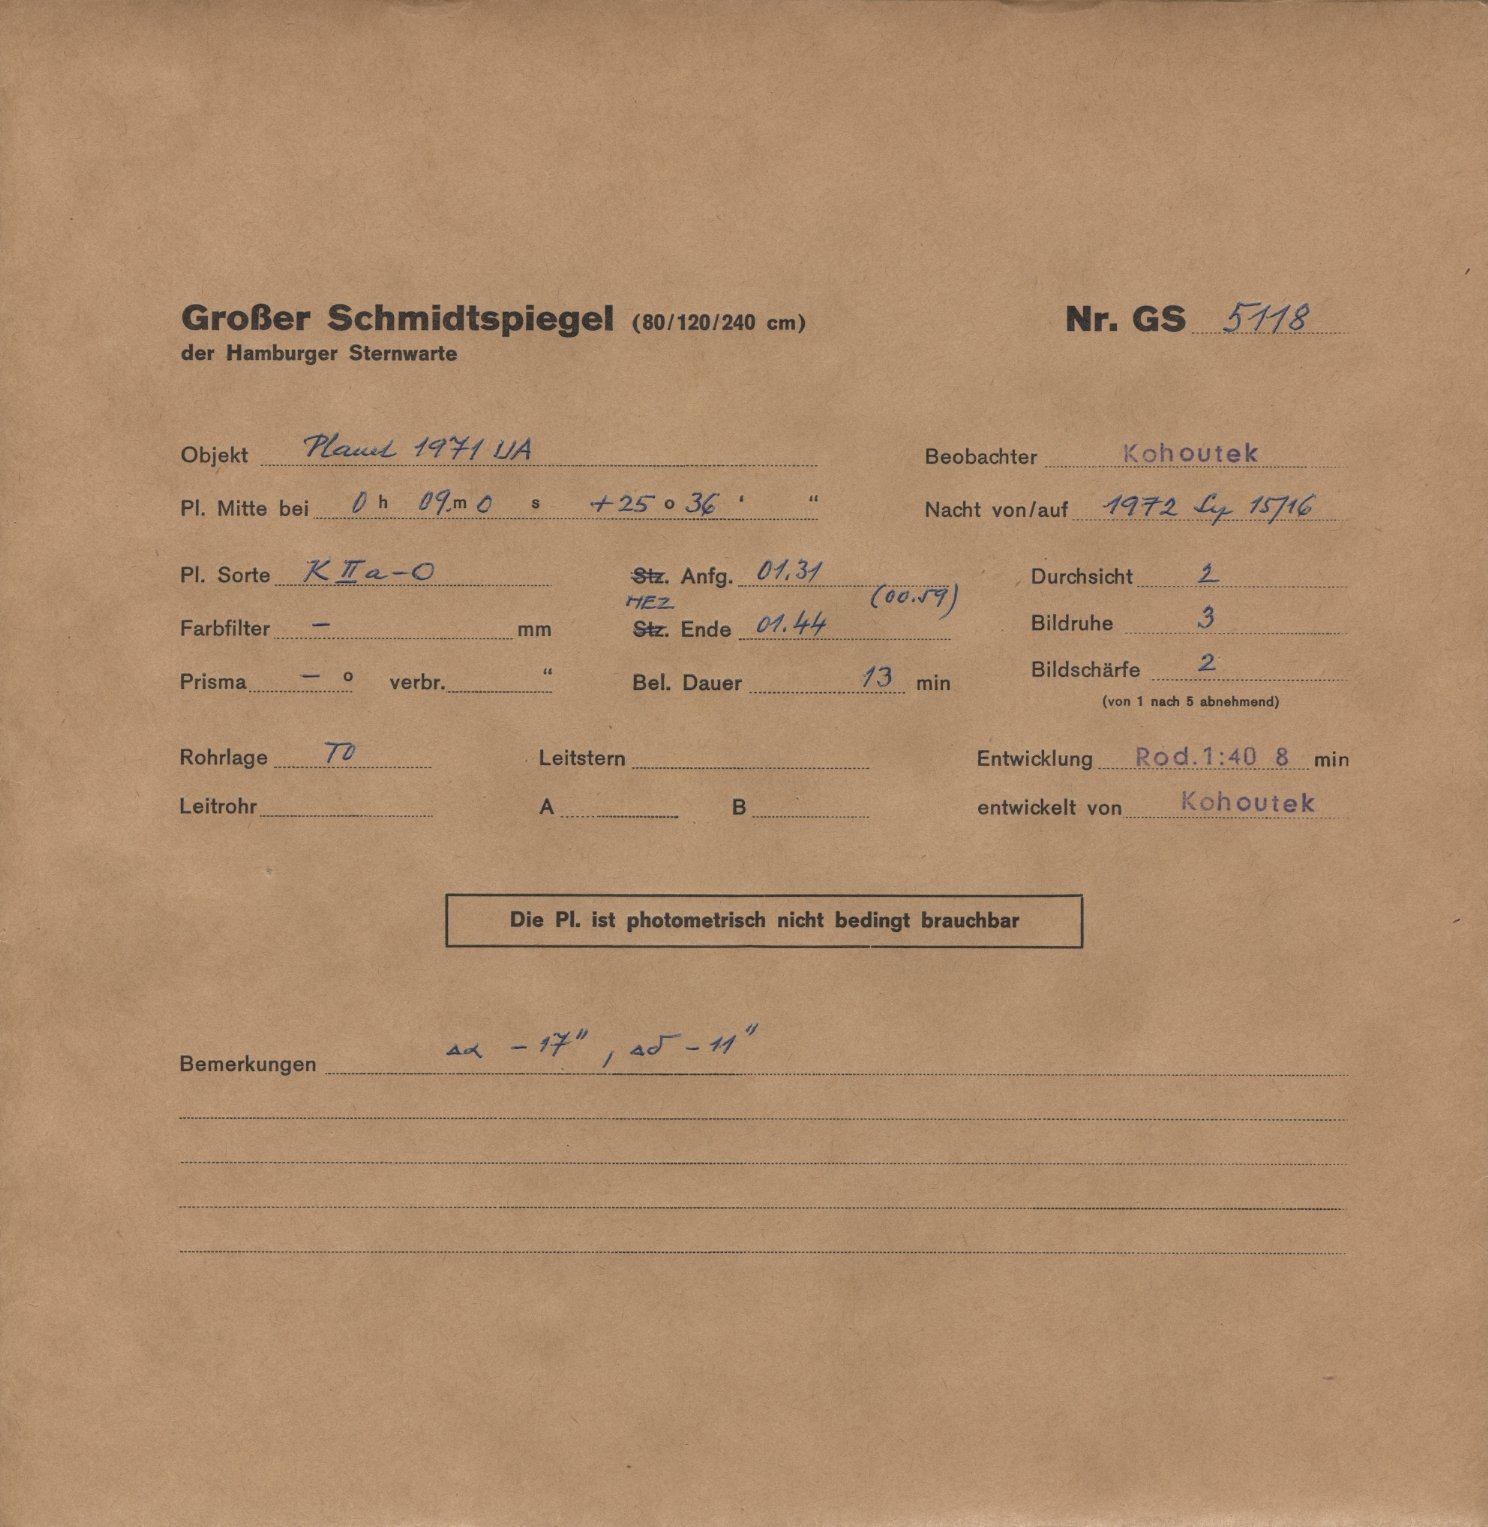 Großer Schmidtspiegel (80/120/240 cm) Nr. GS 5118
der Hamburger Sternwarte
Objekt Planet 1971 UA Beobachter Kohoutek
Pl. Mitte bei 0 h 09. m 0 s +25 o 36 ' “ Nacht von/auf 1972 Sep 15/16
Pl. Sorte K II a-O Stz. Anfg. 01.31 Durchsicht 2
MEZ (00.59)
Farbfilter – mm Stz. Ende 01.44 Bildruhe 3
Prisma – o verbr. “ Bel. Dauer 13 min Bildschärfe 2
(von 1 nach 5 abnehmend)
Rohrlage TO Leitstern Entwicklung Rod.1:40 8 min
Leitrohr A B entwickelt von Kohoutek
Die Pl. ist photometrisch nicht bedingt brauchbar
Bemerkungen Δα -17" , Δδ -11"